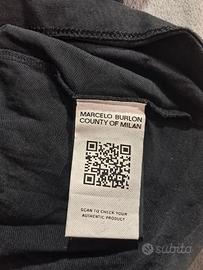 MARCELO BURLON
COUNTY OF MILAN
SCAN TO CHECK YOUR
AUTHENTIC PRODUCT
subito